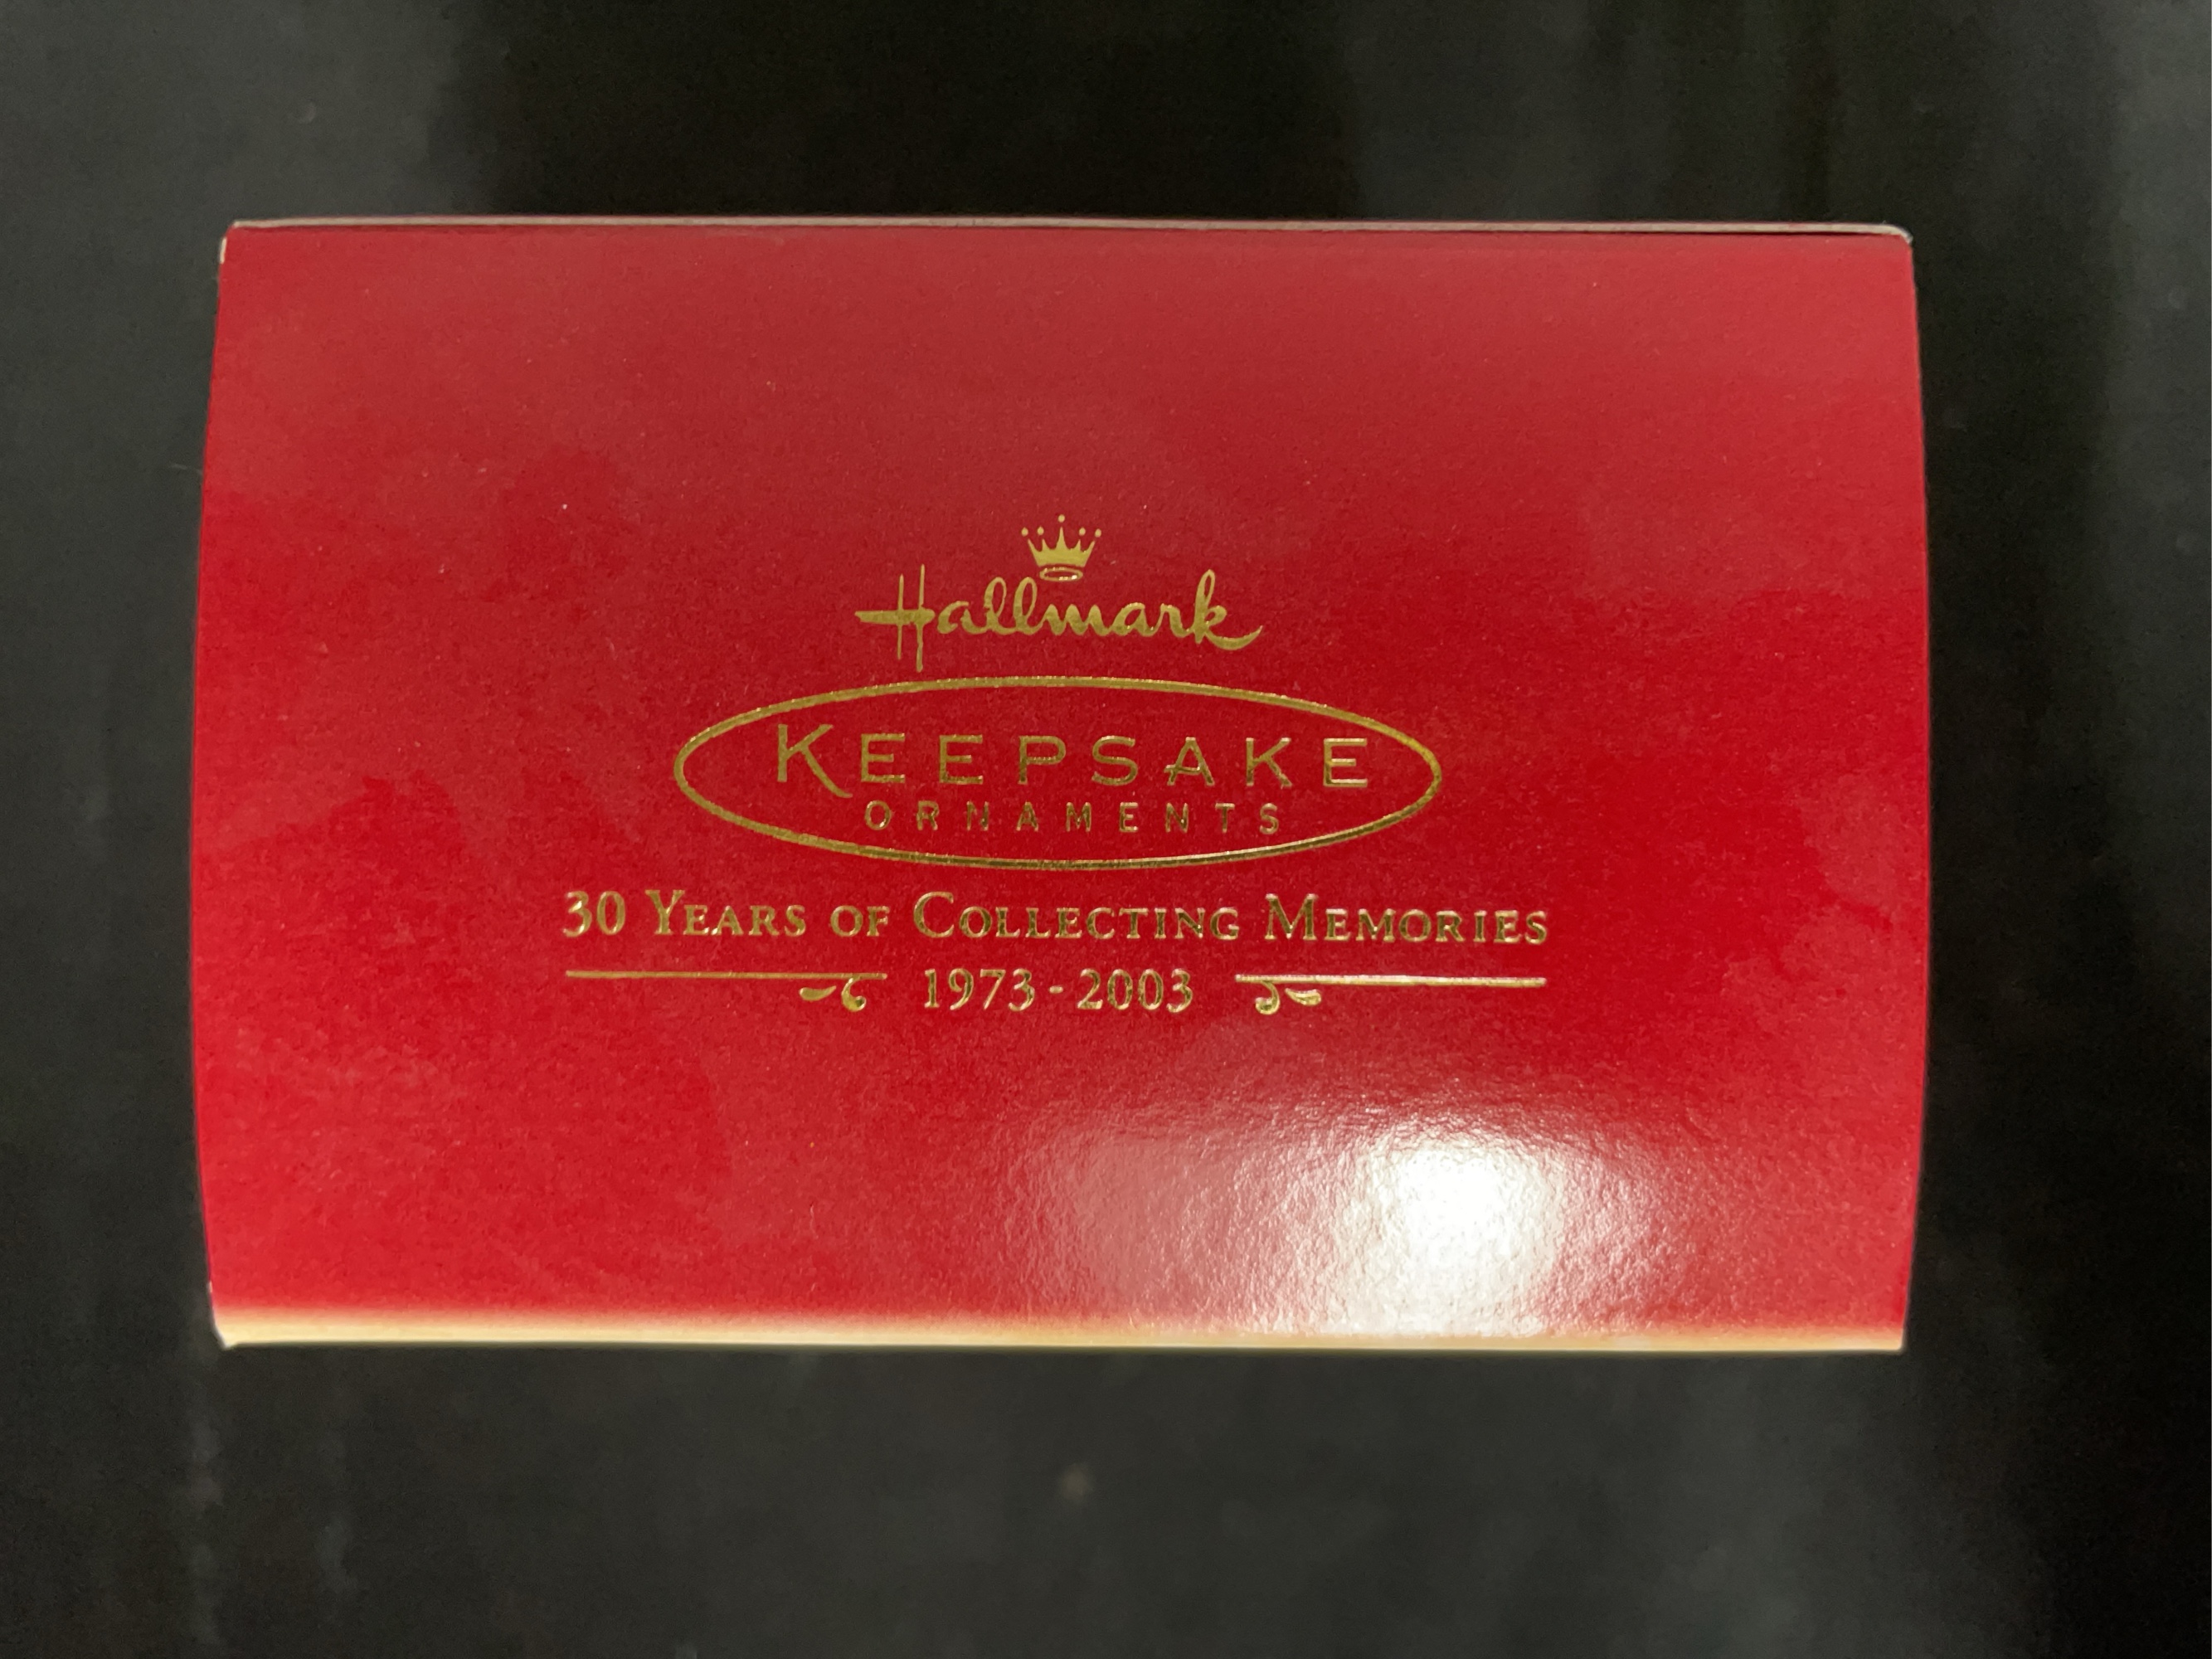 Hallmark
KEEPSAKE
ORNAMENTS
30 YEARS OF COLLECTING MEMORIES
1973-2003